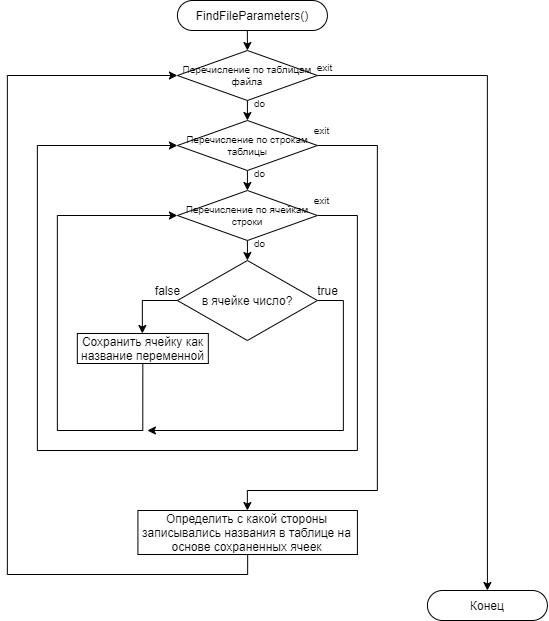 FindFileParameters()
Перечисление по таблицам
файла
exit
do
Перечисление по строкам
таблицы
exit
do
Перечисление по ячейкам
строки
exit
do
false
в ячейке число?
true
Сохранить ячейку как
название переменной
Определить с какой стороны
записывались названия в таблице на
основе сохраненных ячеек
Конец